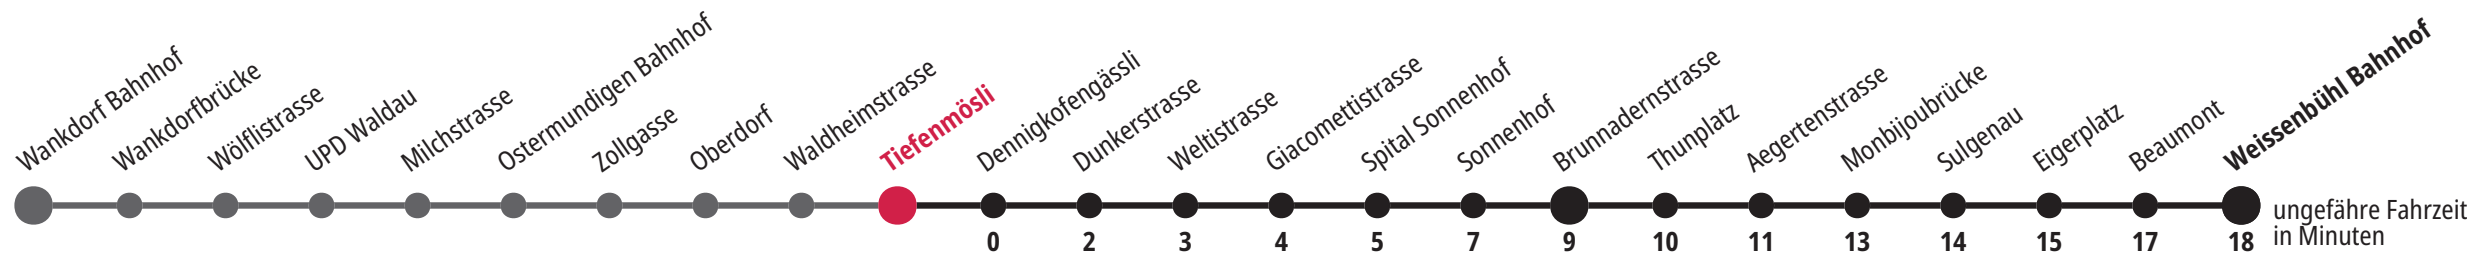 Wankdorf Bahnhof
Wankdorfbrücke
Wölflistrasse
UPD Waldau
Milchstrasse
Ostermundigen Bahnhof
Zollgasse
Oberdorf
Waldheimstrasse
Tiefenmösli
Dennigkofengässli
Dunkerstrasse
Weltistrasse
Giacomettistrasse
Spital Sonnenhof
Sonnenhof
Brunnadernstrasse
Thunplatz
Aegertenstrasse
Monbijoubrücke
Sulgenau
Eigerplatz
Beaumont
Weissenbühl Bahnhof
0 2 3 4 5 7 9 10 11 13 14 15 17 18
ungefähre Fahrzeit
in Minuten